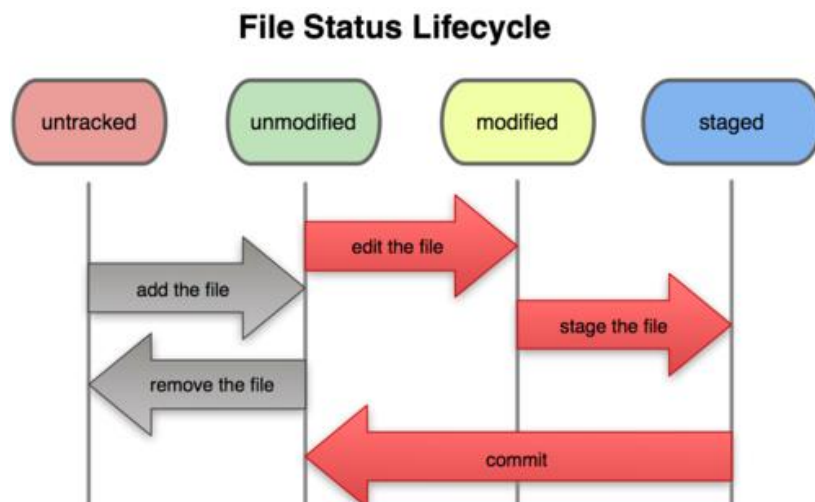 File Status Lifecycle
untracked
unmodified
modified
staged
edit the file
add the file
stage the file
remove the file
commit